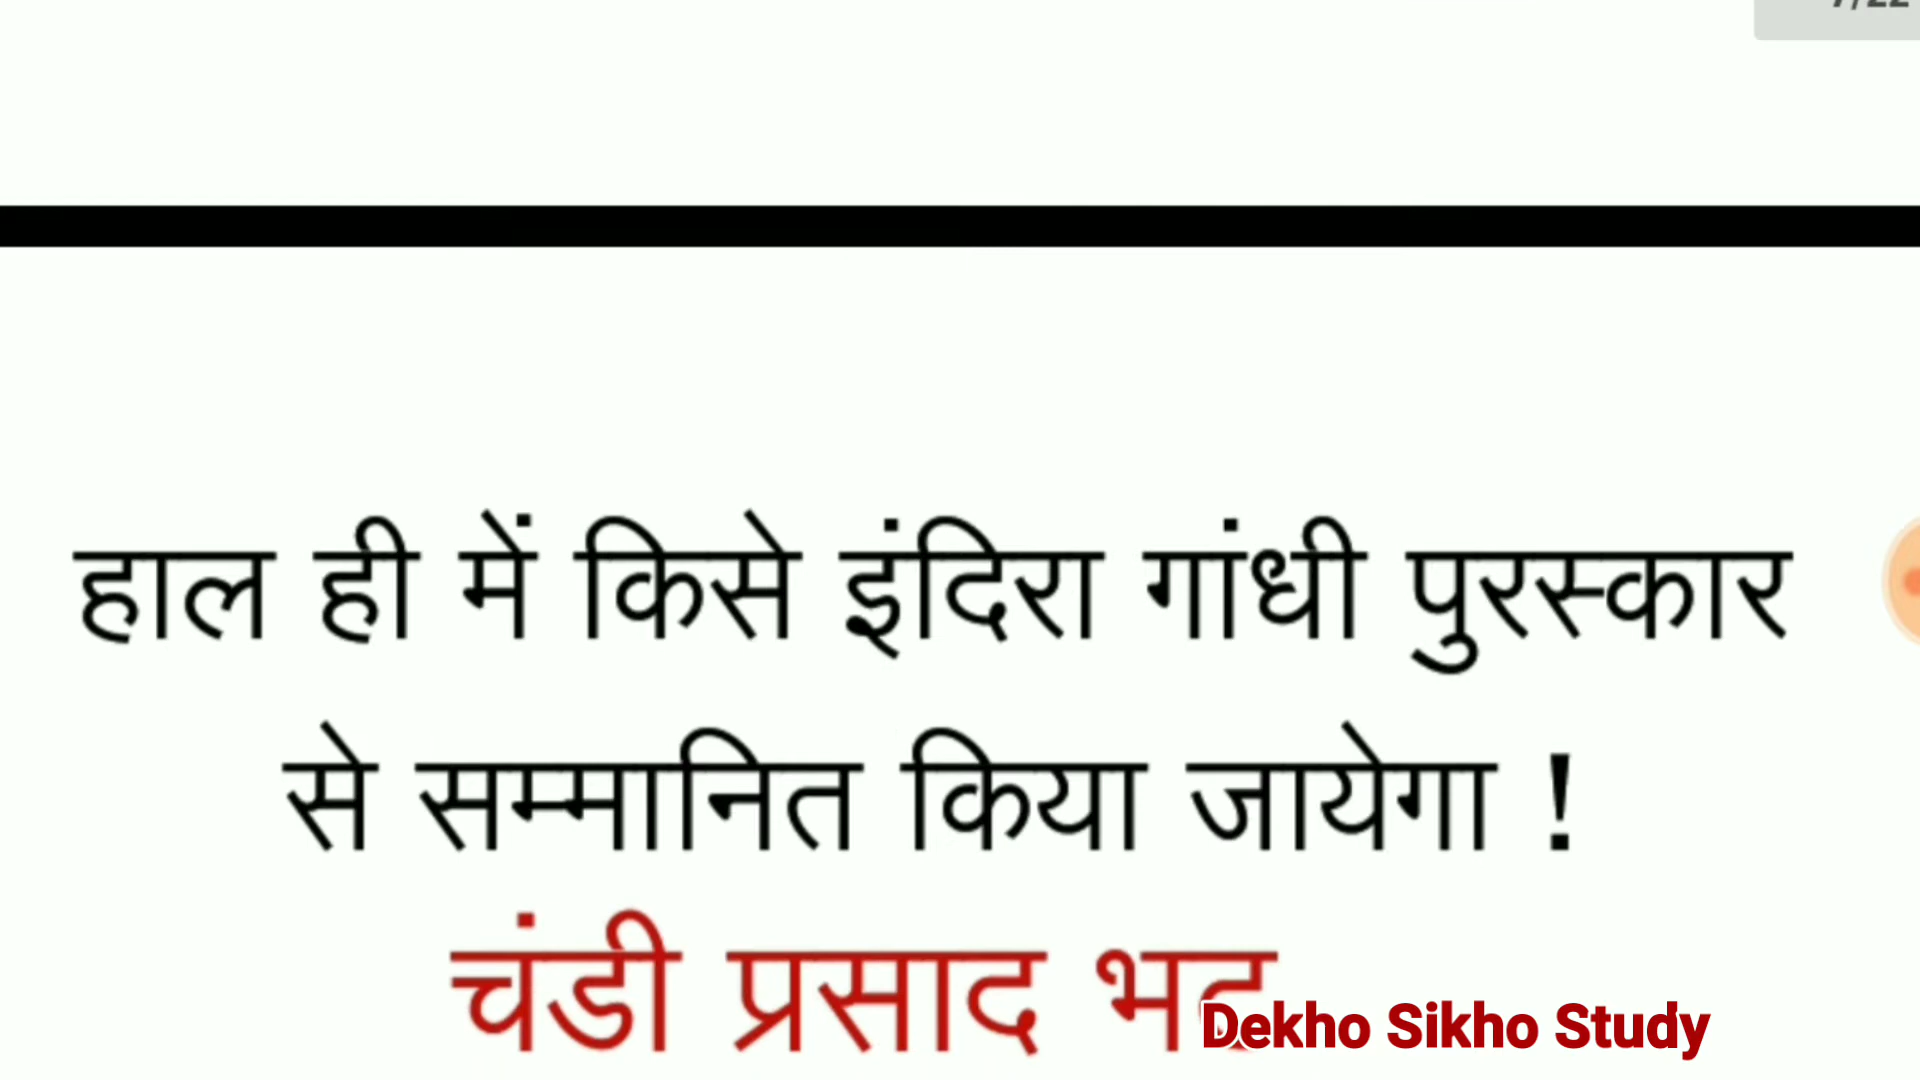 हाल ही में किसे इंदिरा गांधी पुरस्कार
से सम्मानित किया जायेगा !
चंडी प्रसाद
Dekho Sikho Study